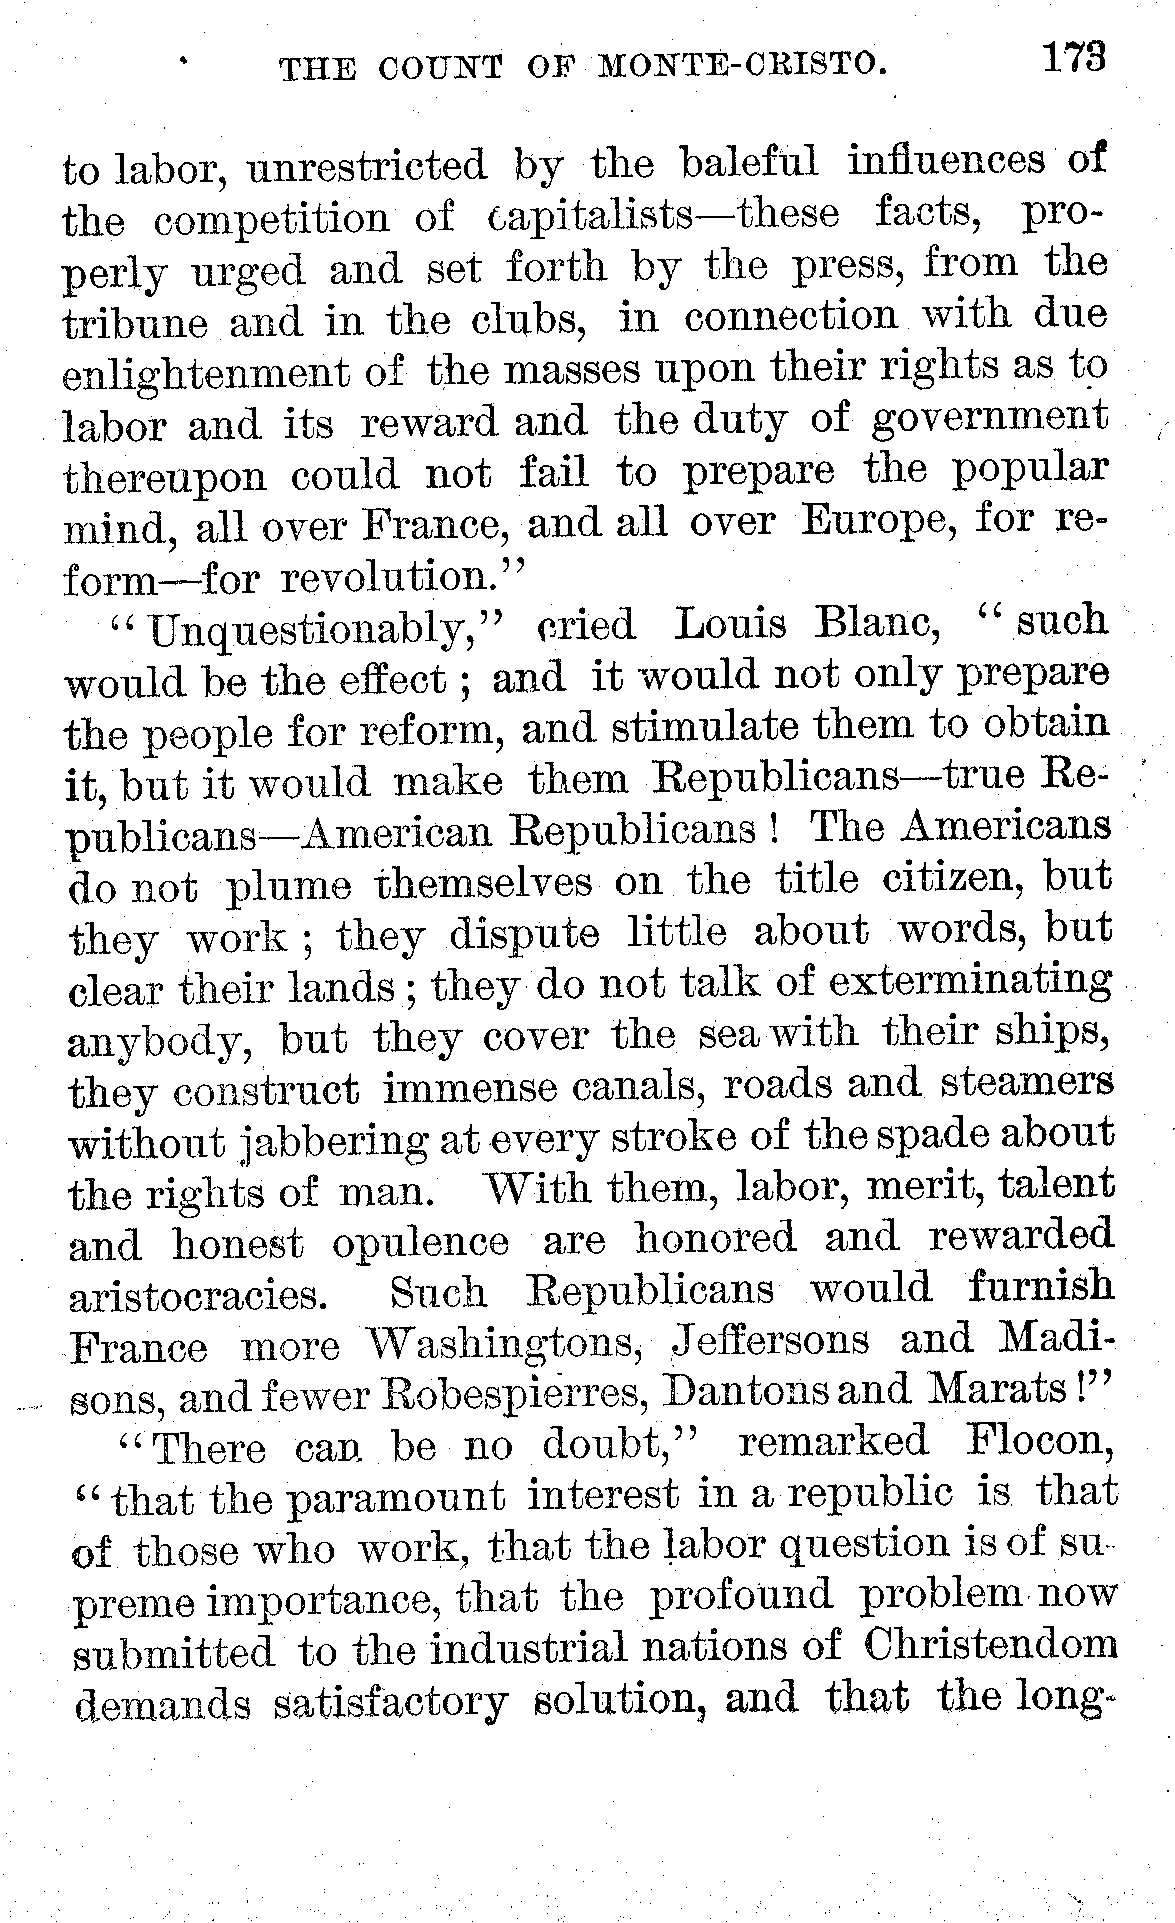 THE COUNT OF MONTE-CRISTO. 173
to labor, unrestricted by the baleful influences of
the competition of capitalists—these facts, pro-
perly urged and set forth by the press, from the
tribune and in the clubs, in connection with due
enlightenment of the masses upon their rights as to
labor and its reward and the duty of government
thereupon could not fail to prepare the popular
mind, all over France, and all over Europe, for re-
form—for revolution."
"Unquestionably," cried Louis Blanc, "such
would be the effect; and it would not only prepare
the people for reform, and stimulate them to obtain
it, but it would make them Republicans—true Re-
publicans—American Republicans! The Americans
do not plume themselves on the title citizen, but
they work; they dispute little about words, but
clear their lands; they do not talk of exterminating
anybody, but they cover the sea with their ships,
they construct immense canals, roads and steamers
without jabbering at every stroke of the spade about
the rights of man. With them, labor, merit, talent
and honest opulence are honored and rewarded
aristocracies. Such Republicans would furnish
France more Washingtons, Jeffersons and Madi-
sons, and fewer Robespierres, Dantons and Marats!"
"There can be no doubt," remarked Flocon,
"that the paramount interest in a republic is that
of those who work, that the labor question is of su-
preme importance, that the profound problem now
submitted to the industrial nations of Christendom
demands satisfactory solution, and that the long-